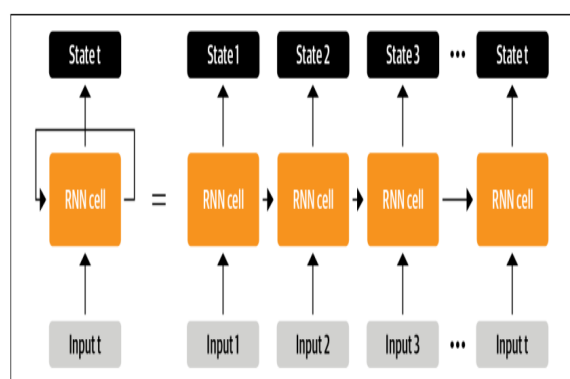 State t State 1 State 2 State 3 ••• State t
RNN cell = RNN cell RNN cell RNN cell RNN cell
Input t Input 1 Input 2 Input 3 ••• Input t